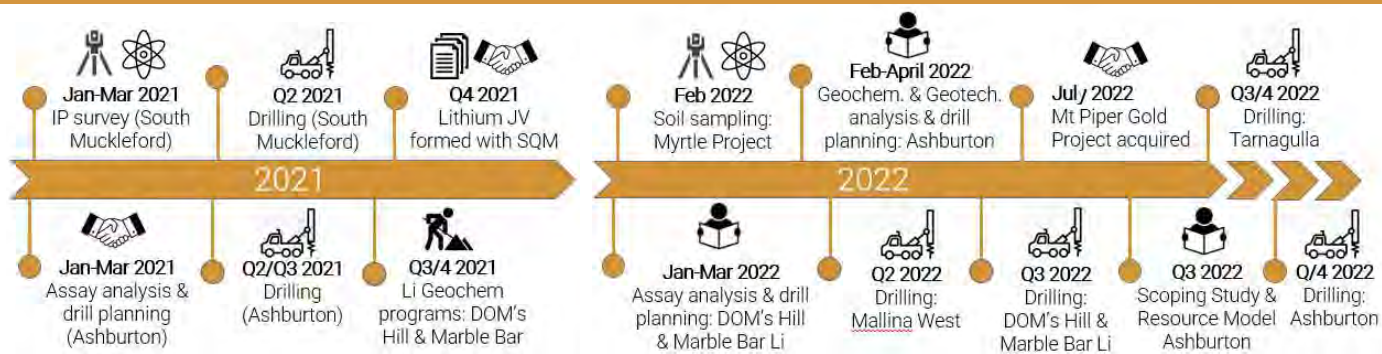 Jan-Mar 2021
IP survey (South
Muckleford)
Q2 2021
Drilling (South
Muckleford)
Q4 2021
Lithium JV
formed with SQM
2021
Jan-Mar 2021
Assay analysis &
drill planning
(Ashburton)
Q2/Q3 2021
Drilling
(Ashburton)
Q3/4 2021
Li Geochem
programs: DOM's
Hill & Marble Bar
Feb 2022
Soil sampling:
Myrtle Project
Feb-April 2022
Geochem. & Geotech.
analysis & drill
planning: Ashburton
July 2022
Mt Piper Gold
Project acquired
Q3/4 2022
Drilling:
Tarnagulla
2022
Jan-Mar 2022
Assay analysis & drill
planning: DOM's Hill
& Marble Bar Li
Q2 2022
Drilling:
Mallina West
Q3 2022
Drilling:
DOM's Hill &
Marble Bar Li
Q3 2022
Scoping Study &
Resource Model
Ashburton
Q/4 2022
Drilling:
Ashburton